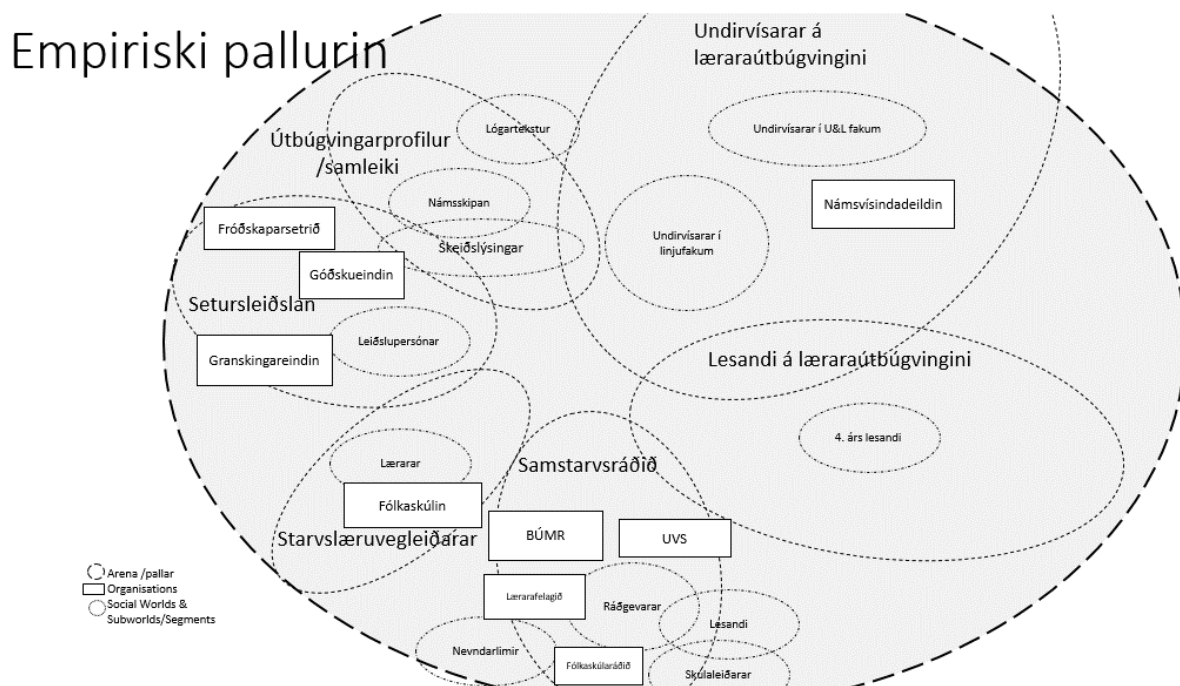 Empiriski pallurin
Undirvísarar á
læraraútbúgvingini
Lógartekstur
Undirvísarar í U&L fakum
Útbúgvingarprofilur
/samleiki
Námsskipan
Námsvísindadeildin
Fróðskaparsetrið
Undirvísarar í
linjufakum
Skeiðslýsingar
Góðskueindin
Setursleiðslan
Leiðslupersónar
Granskingareindin
Lesandi á læraraútbúgvingini
4. árs lesandi
Lærarar
Samstarvsráðið
Fólkaskúlin
Starvslæruvegleiðarar
BÚMR
UVS
Arena /pallar
Organisations
Social Worlds &
Subworlds/Segments
Lærarafelagið
Ráðgevarar
Lesandi
Nevndarlimir
Fólkaskúlaráðið
Skúlaleiðarar